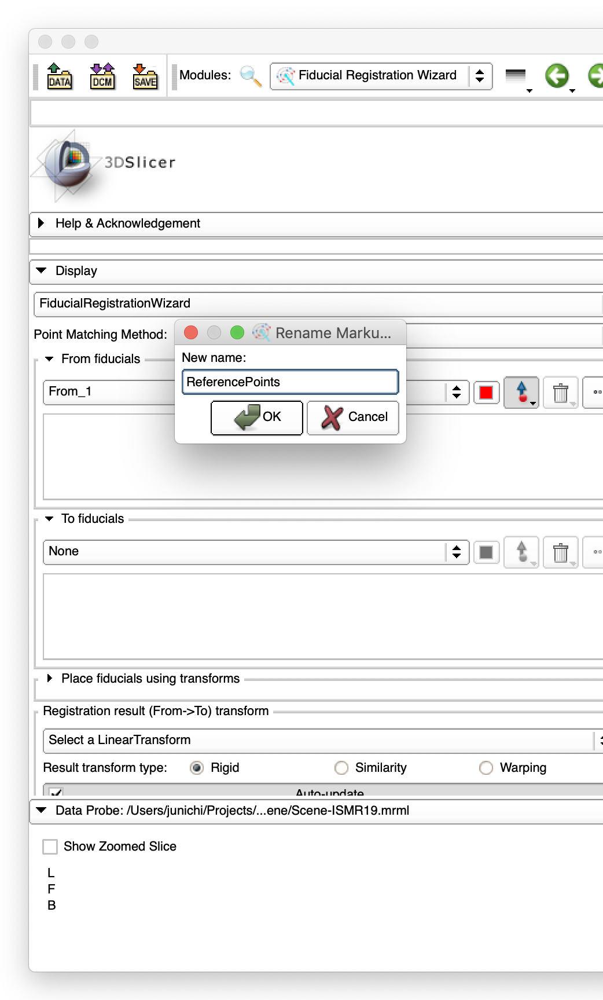 DATA DCM SAVE Modules: Fiducial Registration Wizard
3DSlicer
Help & Acknowledgement
Display
FiducialRegistrationWizard
Point Matching Method:
Rename Marku...
New name:
ReferencePoints
OK Cancel
From fiducials
From_1
To fiducials
None
Place fiducials using transforms
Registration result (From->To) transform
Select a LinearTransform
Result transform type: Rigid Similarity Warping
Auto-update
Data Probe: /Users/junichi/Projects/...ene/Scene-ISMR19.mrml
Show Zoomed Slice
L
F
B